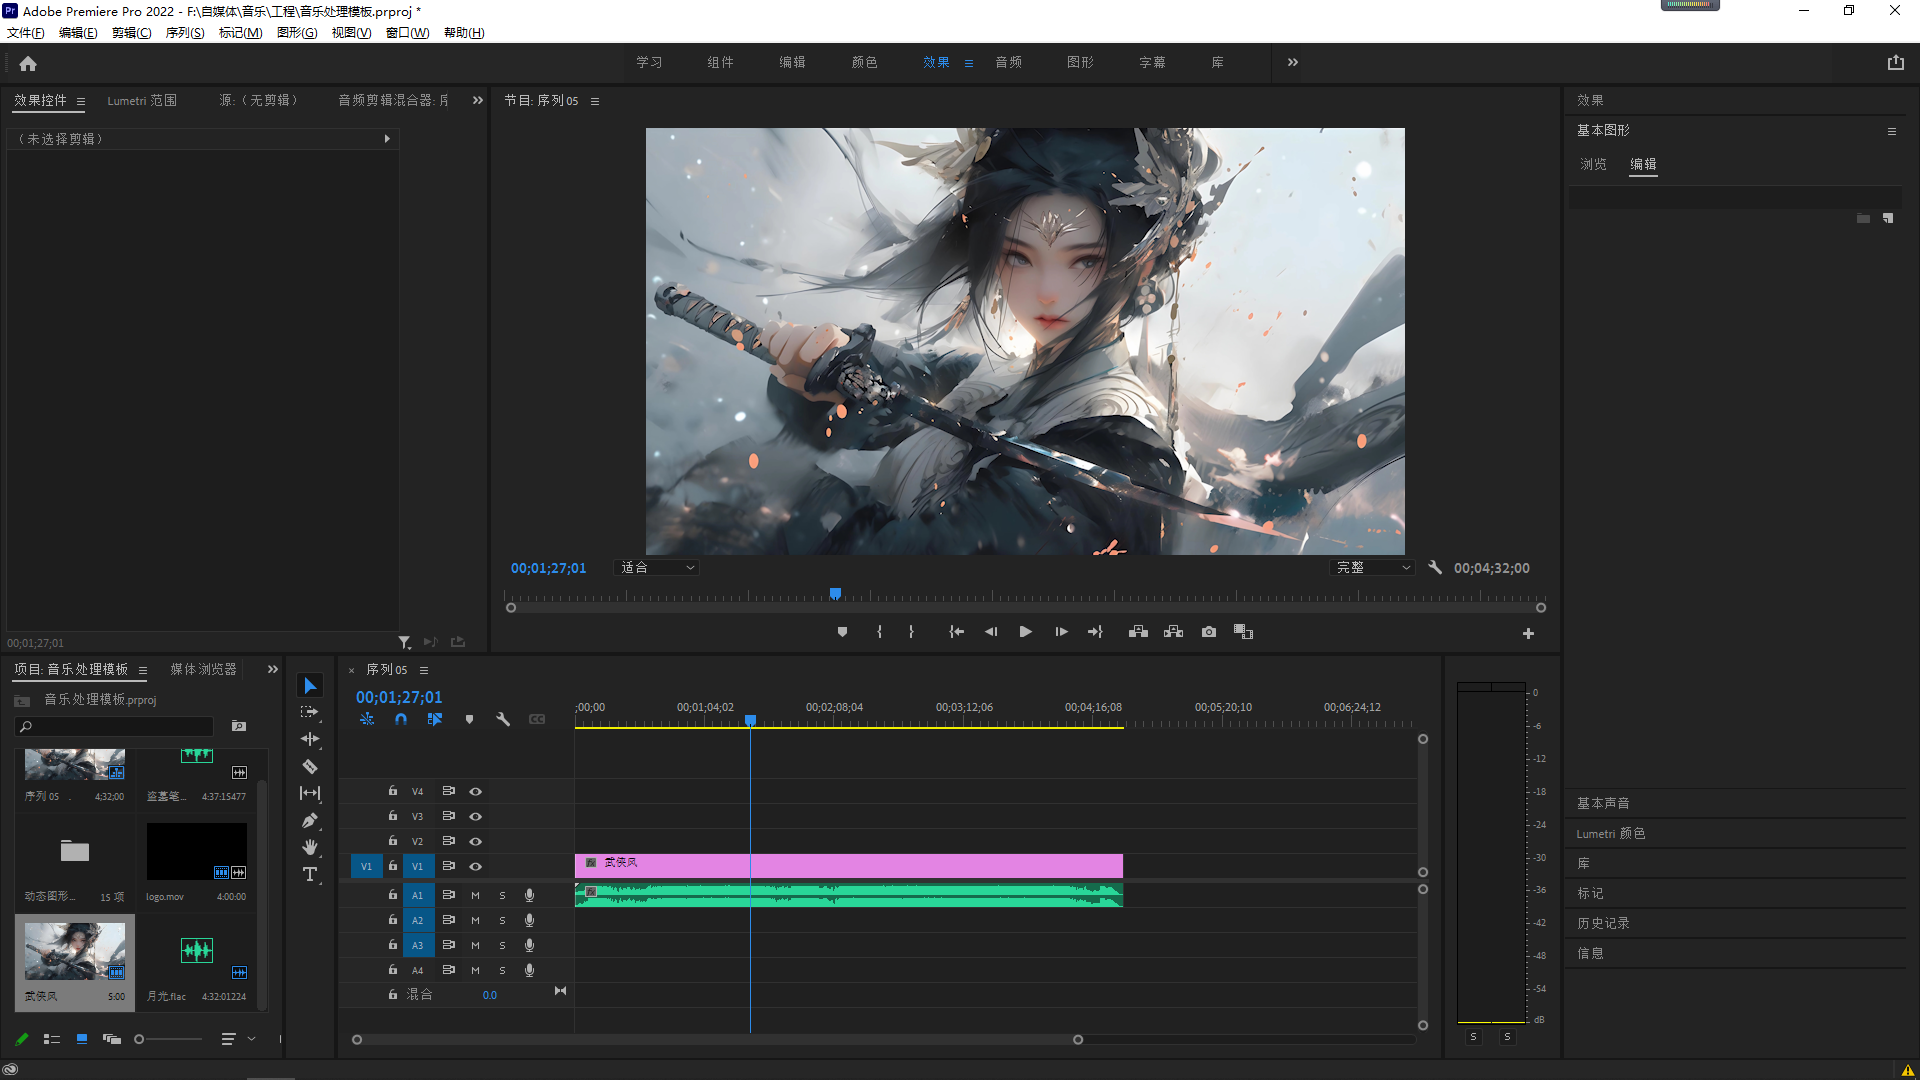 Pr Adobe Premiere Pro 2022 - F:\自媒体\音乐\工程\音乐处理模板.prproj *
文件(F) 编辑(E) 剪辑(C) 序列(S) 标记(M) 图形(G) 视图(V) 窗口(W) 帮助(H)
学习 组件 编辑 颜色 效果 音频 图形 字幕 库
效果控件 Lumetri 范围 源:（无剪辑） 音频剪辑混合器: 序
（未选择剪辑）
00;01;27;01
节目: 序列 05
00;01;27;01 适合 完整 00;04;32;00
效果
基本图形
浏览 编辑
基本声音
Lumetri 颜色
库
标记
历史记录
信息
项目: 音乐处理模板 媒体浏览器
音乐处理模板.prproj
序列 05 . 4;32;00 盗墓笔... 4:37:15477
动态图形... 15 项 logo.mov 4:00:00
武侠风 5:00 月光.flac 4:32:01224
× 序列 05
00;01;27;01
;00;00 00;01;04;02 00;02;08;04 00;03;12;06 00;04;16;08 00;05;20;10 00;06;24;12
V4
V3
V2
V1 V1 fx 武侠风
A1 M S fx
A2 M S
A3 M S
A4 M S
混合 0.0
0
-6
-12
-18
-24
-30
-36
-42
-48
-54
dB
S S